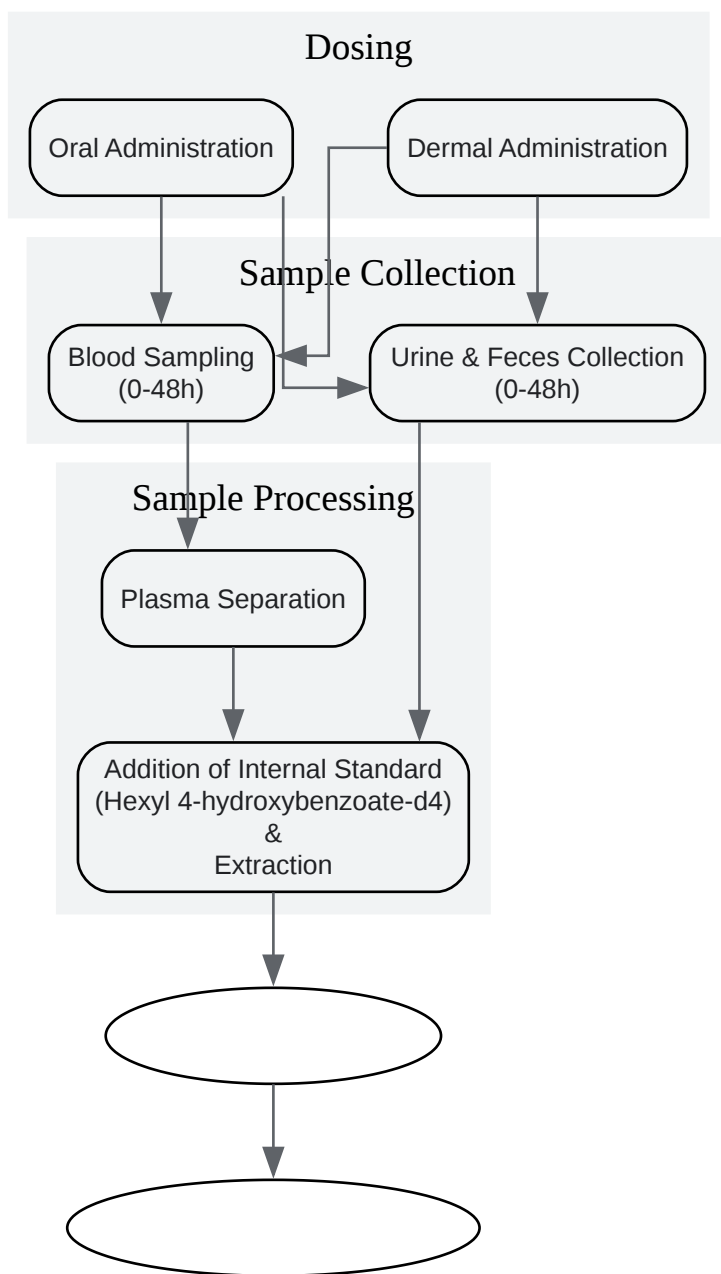 Dosing
Oral Administration
Dermal Administration
Sample Collection
Blood Sampling
(0-48h)
Urine & Feces Collection
(0-48h)
Sample Processing
Plasma Separation
Addition of Internal Standard
(Hexyl 4-hydroxybenzoate-d4)
&
Extraction